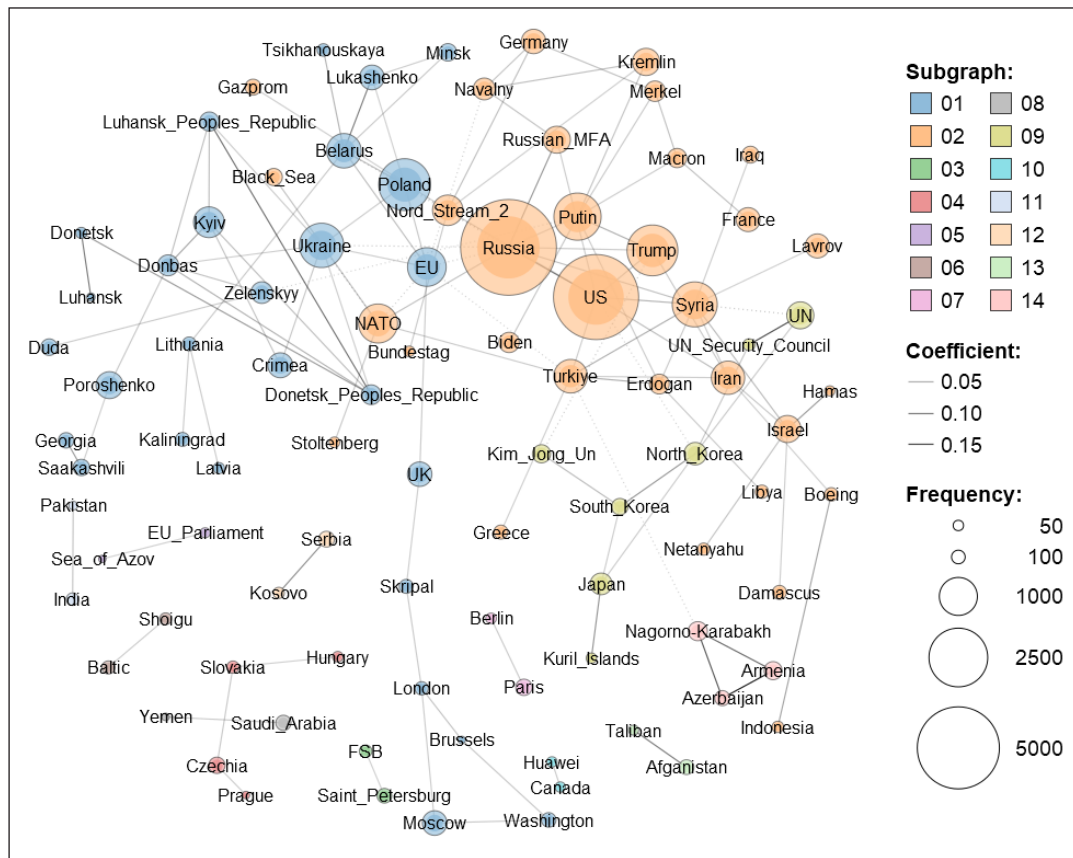 Tsikhanouskaya
Minsk
Germany
Lukashenko
Kremlin
Gazprom
Navalny
Merkel
Luhansk_Peoples_Republic
Russian_MFA
Belarus
Macron
Iraq
Black_Sea
Poland
Nord_Stream_2
Putin
France
Kyiv
Donetsk
Ukraine
Russia
Trump
Lavrov
Donbas
EU
Luhansk
Zelenskyy
US
Syria
UN
NATO
Biden
Duda
Lithuania
Bundestag
UN_Security_Council
Crimea
Türkiye
Erdogan
Iran
Poroshenko
Donetsk_Peoples_Republic
Hamas
Georgia
Kaliningrad
Stoltenberg
Israel
Saakashvili
Latvia
UK
Kim_Jong_Un
North_Korea
Pakistan
South_Korea
Libya
Boeing
EU_Parliament
Serbia
Greece
Sea_of_Azov
Netanyahu
India
Kosovo
Skripal
Japan
Damascus
Shoigu
Berlin
Nagorno-Karabakh
Baltic
Slovakia
Hungary
Kuril_Islands
Armenia
London
Paris
Azerbaijan
Yemen
Saudi_Arabia
Brussels
Taliban
Indonesia
Czechia
FSB
Huawei
Afganistan
Prague
Saint_Petersburg
Canada
Moscow
Washington
Subgraph:
01 08
02 09
03 10
04 11
05 12
06 13
07 14
Coefficient:
0.05
0.10
0.15
Frequency:
50
100
1000
2500
5000